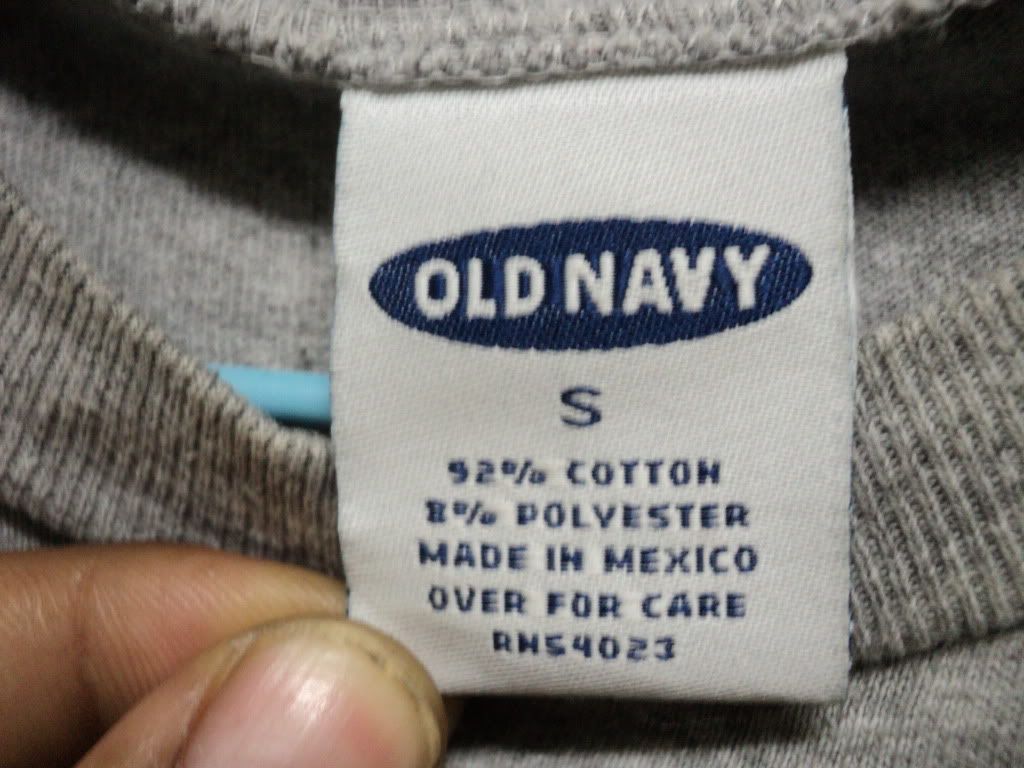 OLD NAVY
S
92% COTTON
8% POLYESTER
MADE IN MEXICO
OVER FOR CARE
RN54023